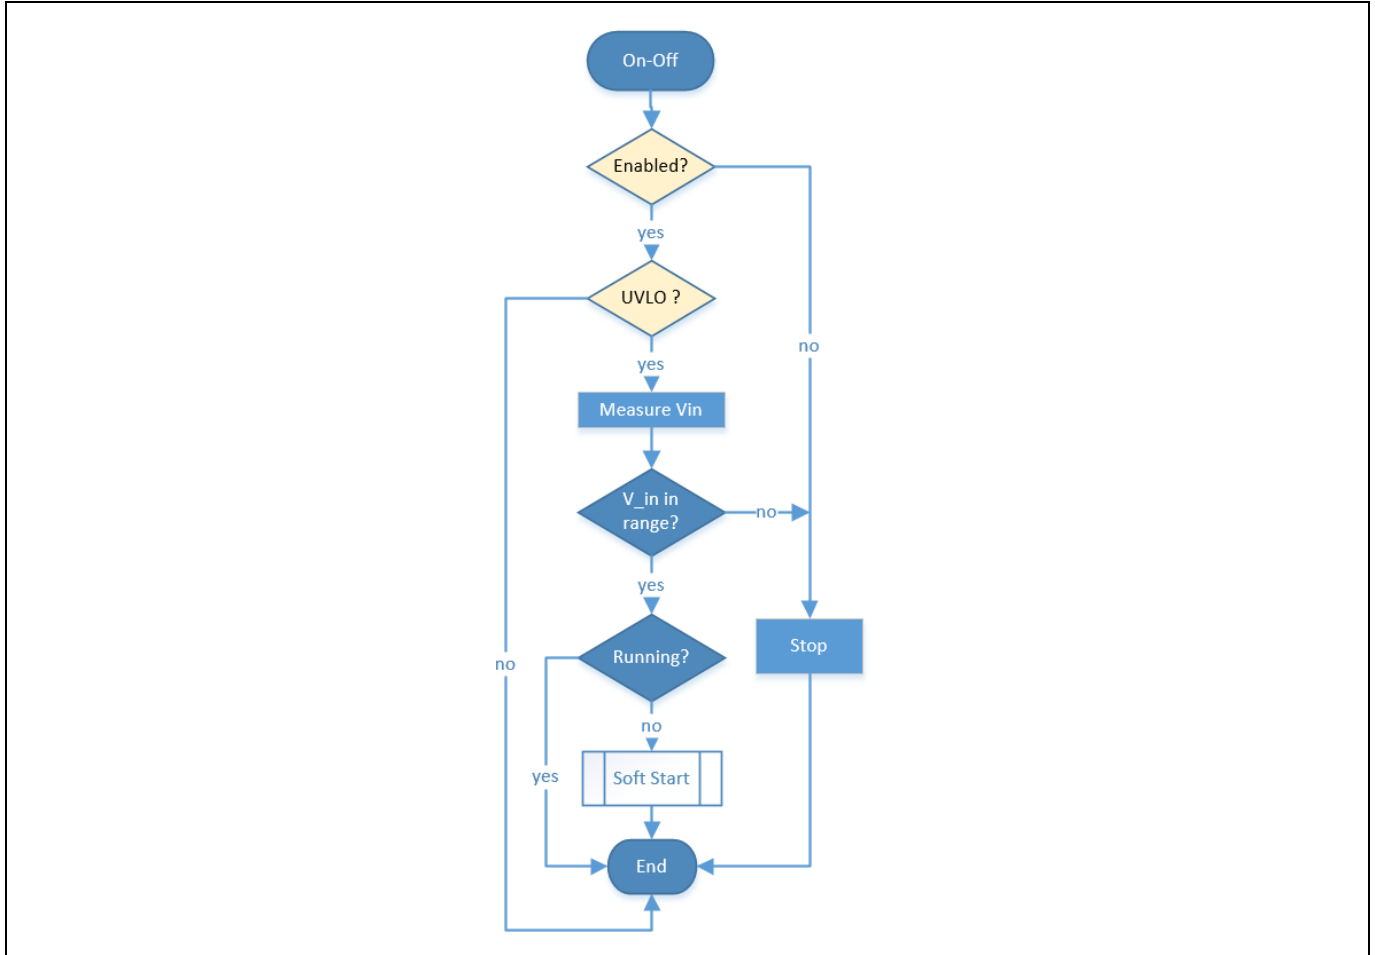 On-Off
Enabled?
yes
UVLO ?
no
yes
Measure Vin
V_in in
range?
no
yes
Running?
Stop
no
no
Soft Start
yes
End